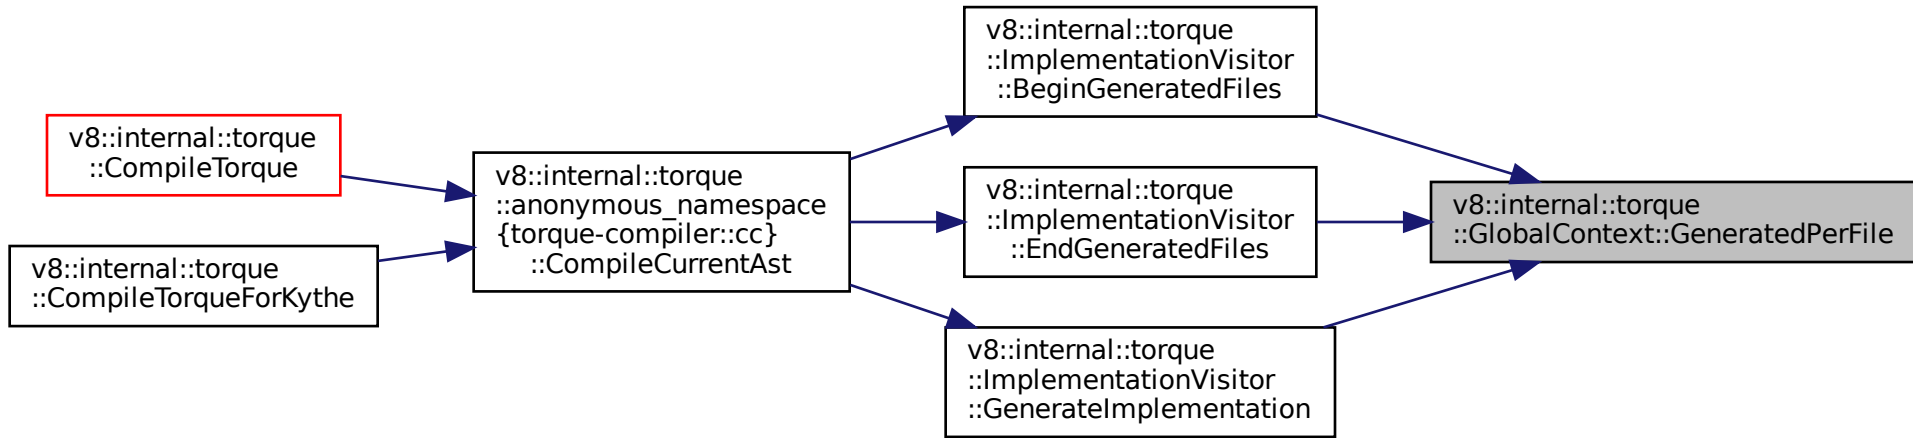 v8::internal::torque
::CompileTorque
v8::internal::torque
::CompileTorqueForKythe
v8::internal::torque
::anonymous_namespace
{torque-compiler::cc}
::CompileCurrentAst
v8::internal::torque
::ImplementationVisitor
::BeginGeneratedFiles
v8::internal::torque
::ImplementationVisitor
::EndGeneratedFiles
v8::internal::torque
::ImplementationVisitor
::GenerateImplementation
v8::internal::torque
::GlobalContext::GeneratedPerFile